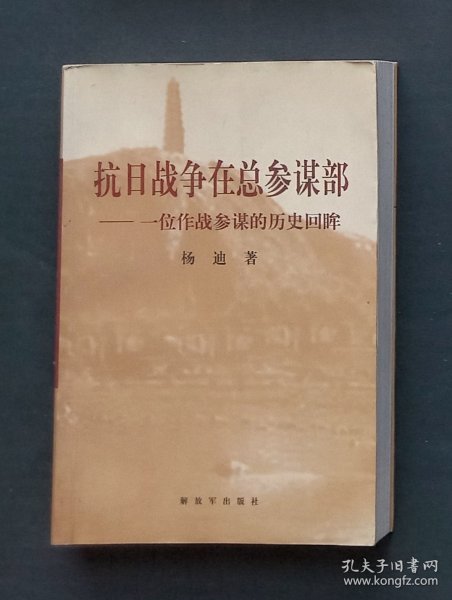 抗日战争在总参谋部
——一位作战参谋的历史回眸
杨迪著
解放军出版社
孔夫子旧书网
www.kongfz.com